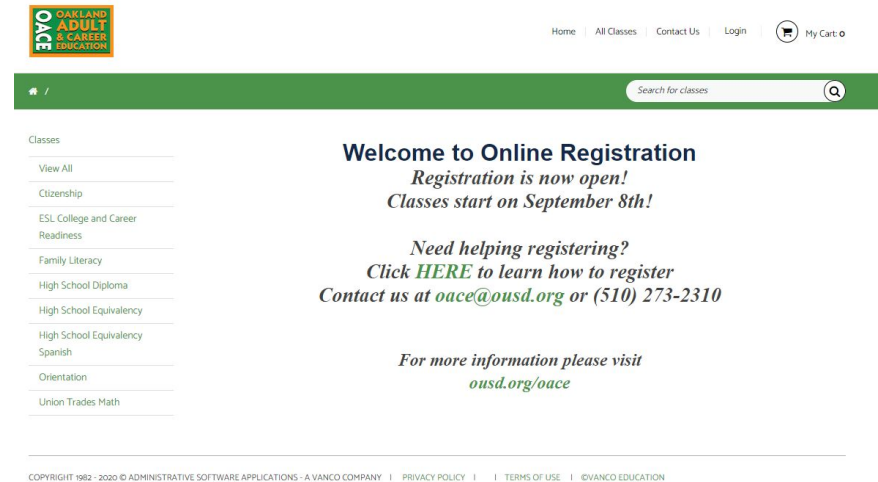 OACE
OAKLAND
ADULT
& CAREER
EDUCATION
Home
All Classes
Contact Us
Login
My Cart: 0
/
Search for classes
Classes
View All
Ctizenship
ESL College and Career
Readiness
Family Literacy
High School Diploma
High School Equivalency
High School Equivalency
Spanish
Orientation
Union Trades Math
Welcome to Online Registration
Registration is now open!
Classes start on September 8th!
Need helping registering?
Click HERE to learn how to register
Contact us at oace@ousd.org or (510) 273-2310
For more information please visit
ousd.org/oace
COPYRIGHT 1982 - 2020 © ADMINISTRATIVE SOFTWARE APPLICATIONS - A VANCO COMPANY | PRIVACY POLICY | | TERMS OF USE | ©VANCO EDUCATION